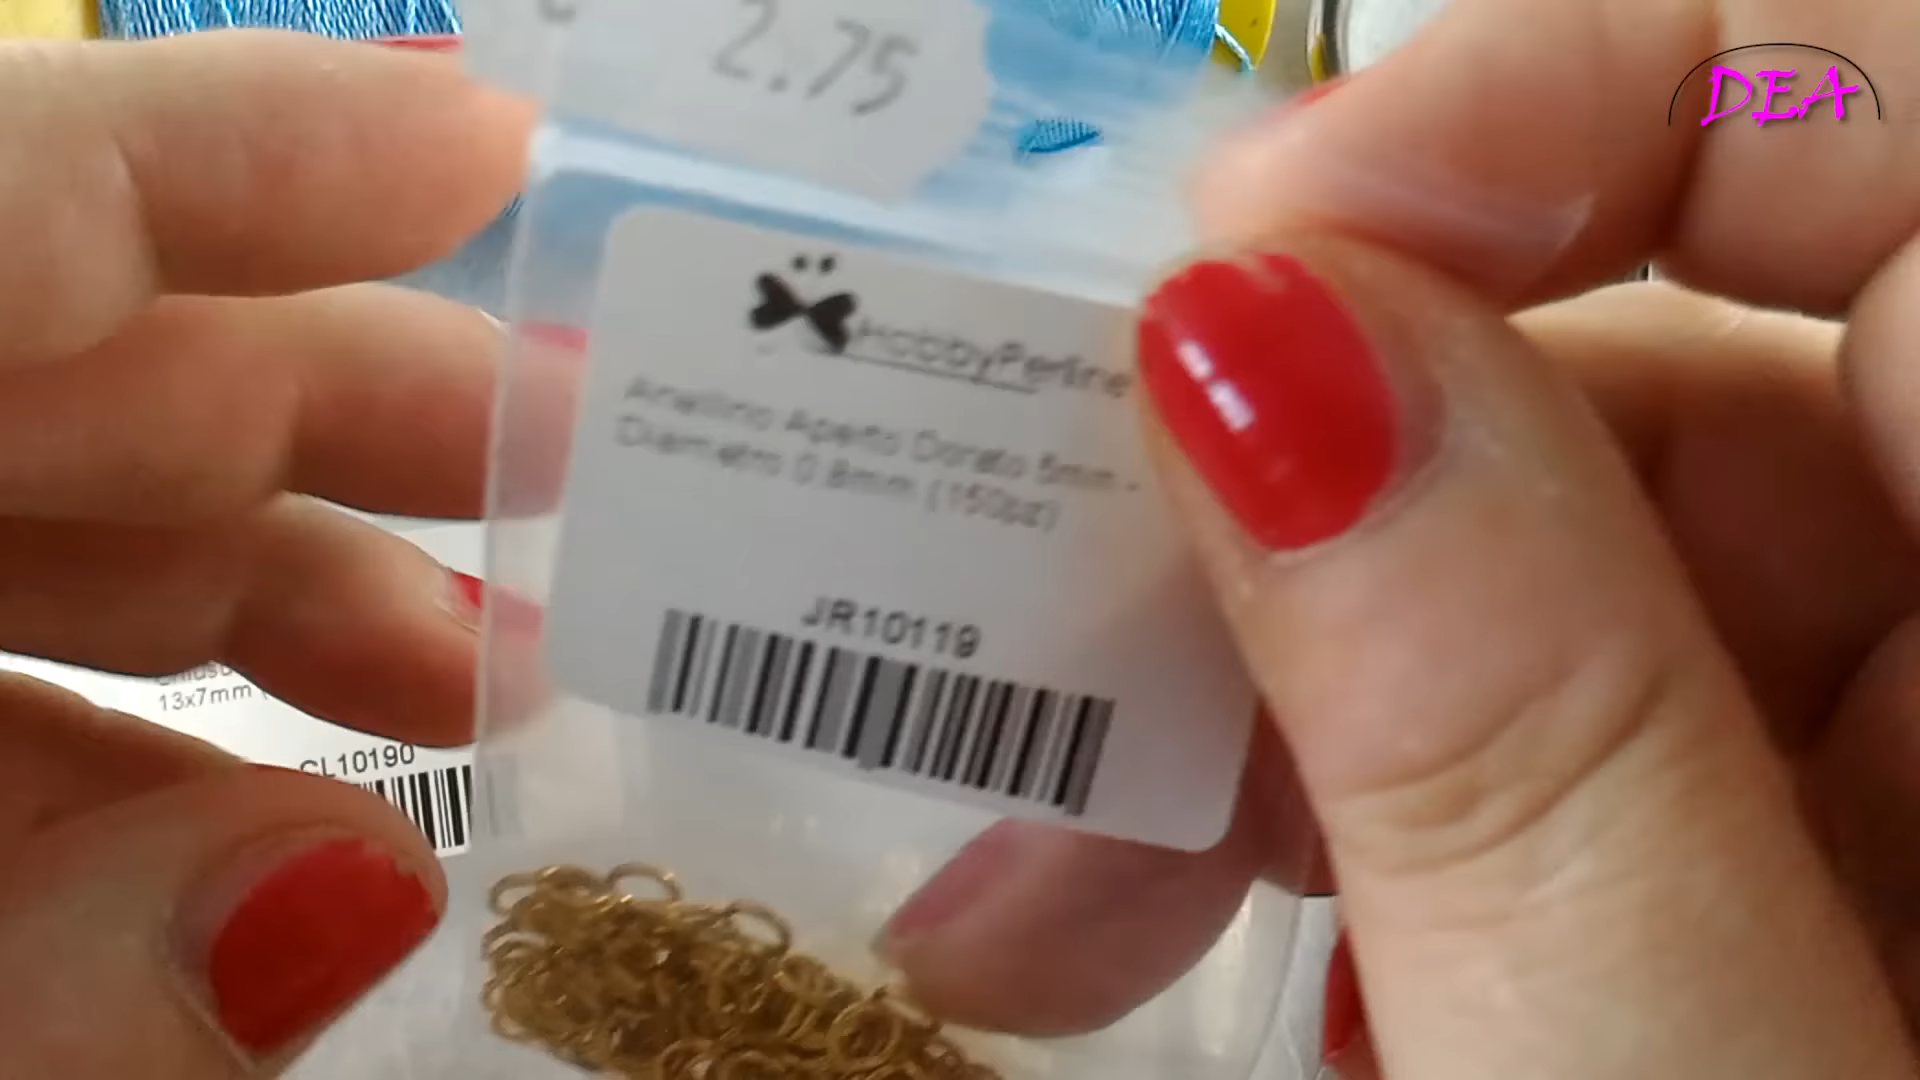 € 2.75
DEA
HobbyPerline
Anellino Aperto Dorato 5mm -
Diametro 0.8mm (150pz)
JR10119
13x7mm
CL10190